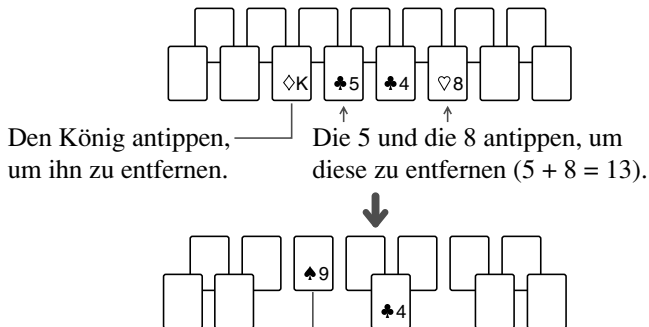 ♢K ♣5 ♣4 ♡8
Den König antippen,
um ihn zu entfernen.
Die 5 und die 8 antippen, um
diese zu entfernen (5 + 8 = 13).
♠9
♣4